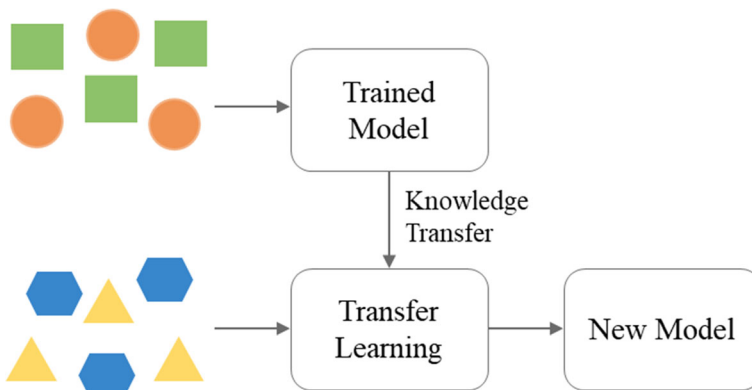 Trained
Model
Knowledge
Transfer
Transfer
Learning
New Model